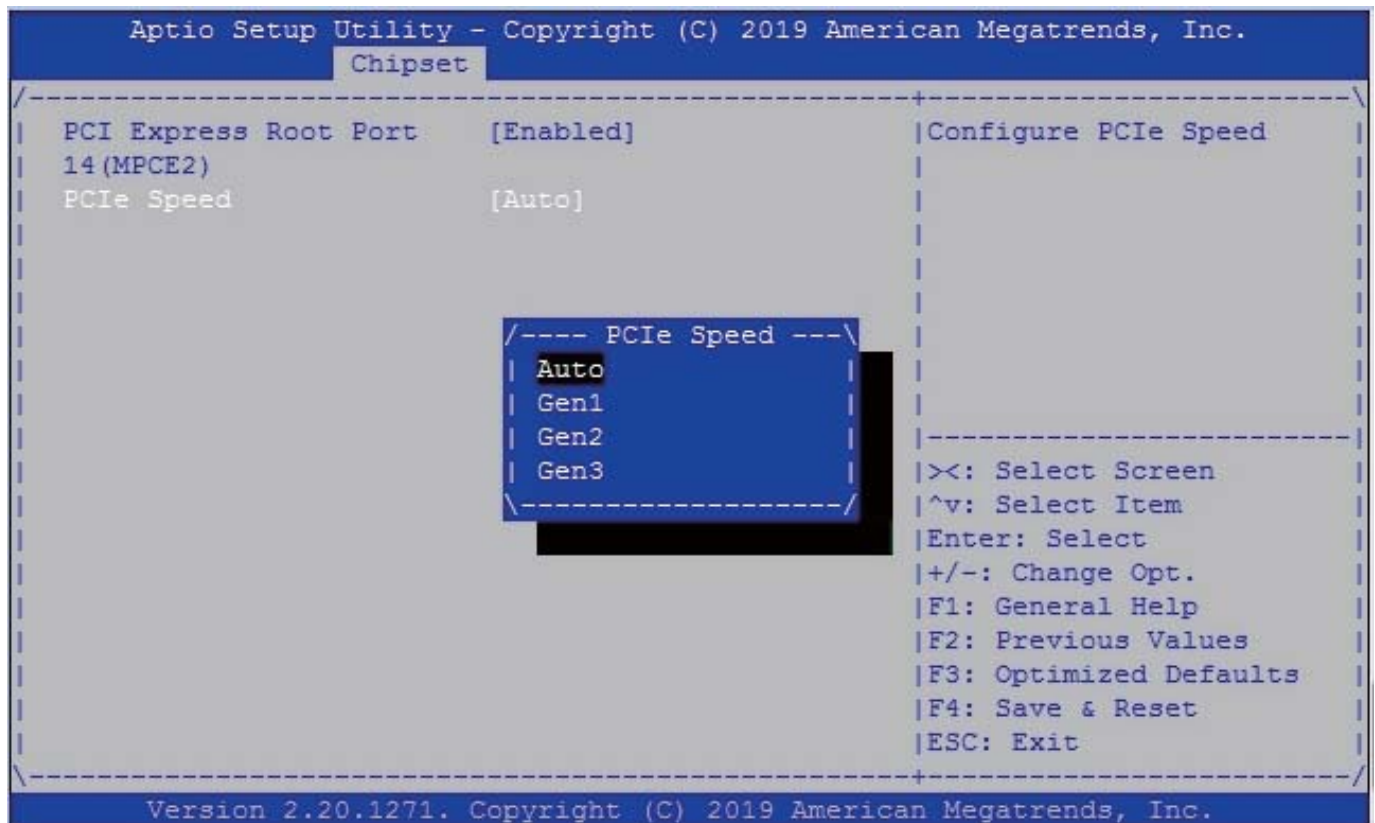 Aptio Setup Utility – Copyright (C) 2019 American Megatrends, Inc.
Chipset
PCI Express Root Port [Enabled]
14(MPCE2)
PCIe Speed [Auto]
Configure PCIe Speed
PCIe Speed
Auto
Gen1
Gen2
Gen3
><: Select Screen
^v: Select Item
Enter: Select
+/-: Change Opt.
F1: General Help
F2: Previous Values
F3: Optimized Defaults
F4: Save & Reset
ESC: Exit
Version 2.20.1271. Copyright (C) 2019 American Megatrends, Inc.